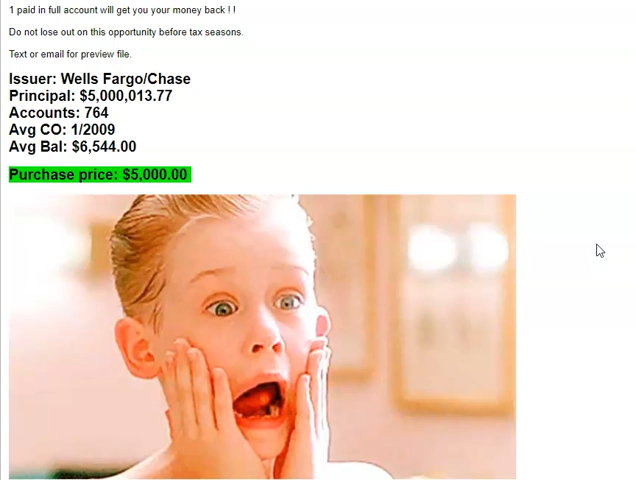 1 paid in full account will get you your money back ! !
Do not lose out on this opportunity before tax seasons.
Text or email for preview file.
Issuer: Wells Fargo/Chase
Principal: $5,000,013.77
Accounts: 764
Avg CO: 1/2009
Avg Bal: $6,544.00
Purchase price: $5,000.00